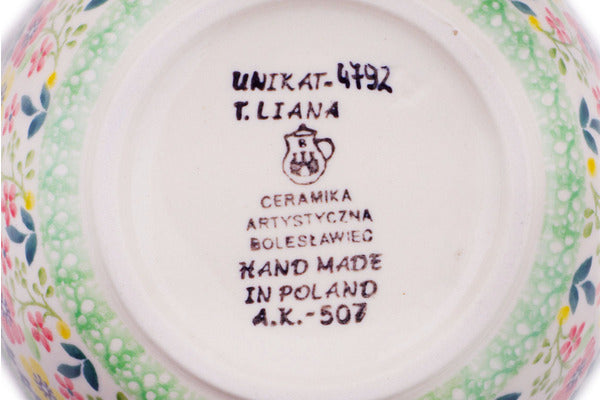 UNIKAT-4792
T. LIANA
B
CERAMIKA
ARTYSTYCZNA
BOLESŁAWIEC
HAND MADE
IN POLAND
A.K.-507